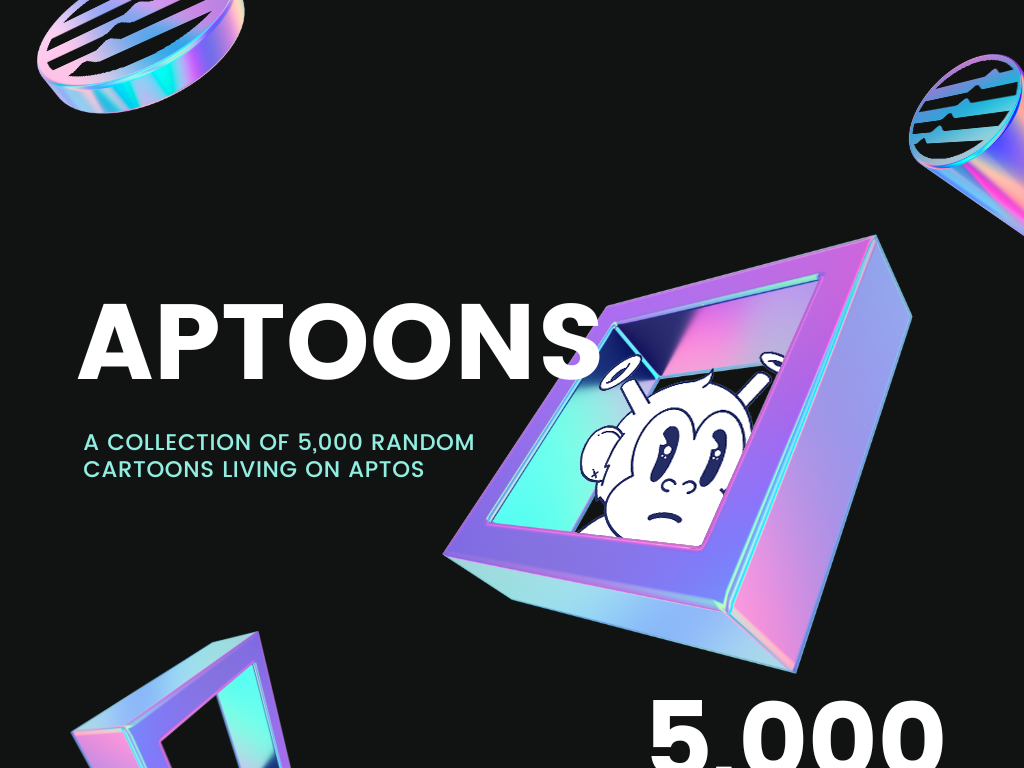 APTOONS
A COLLECTION OF 5,000 RANDOM
CARTOONS LIVING ON APTOS
5,000